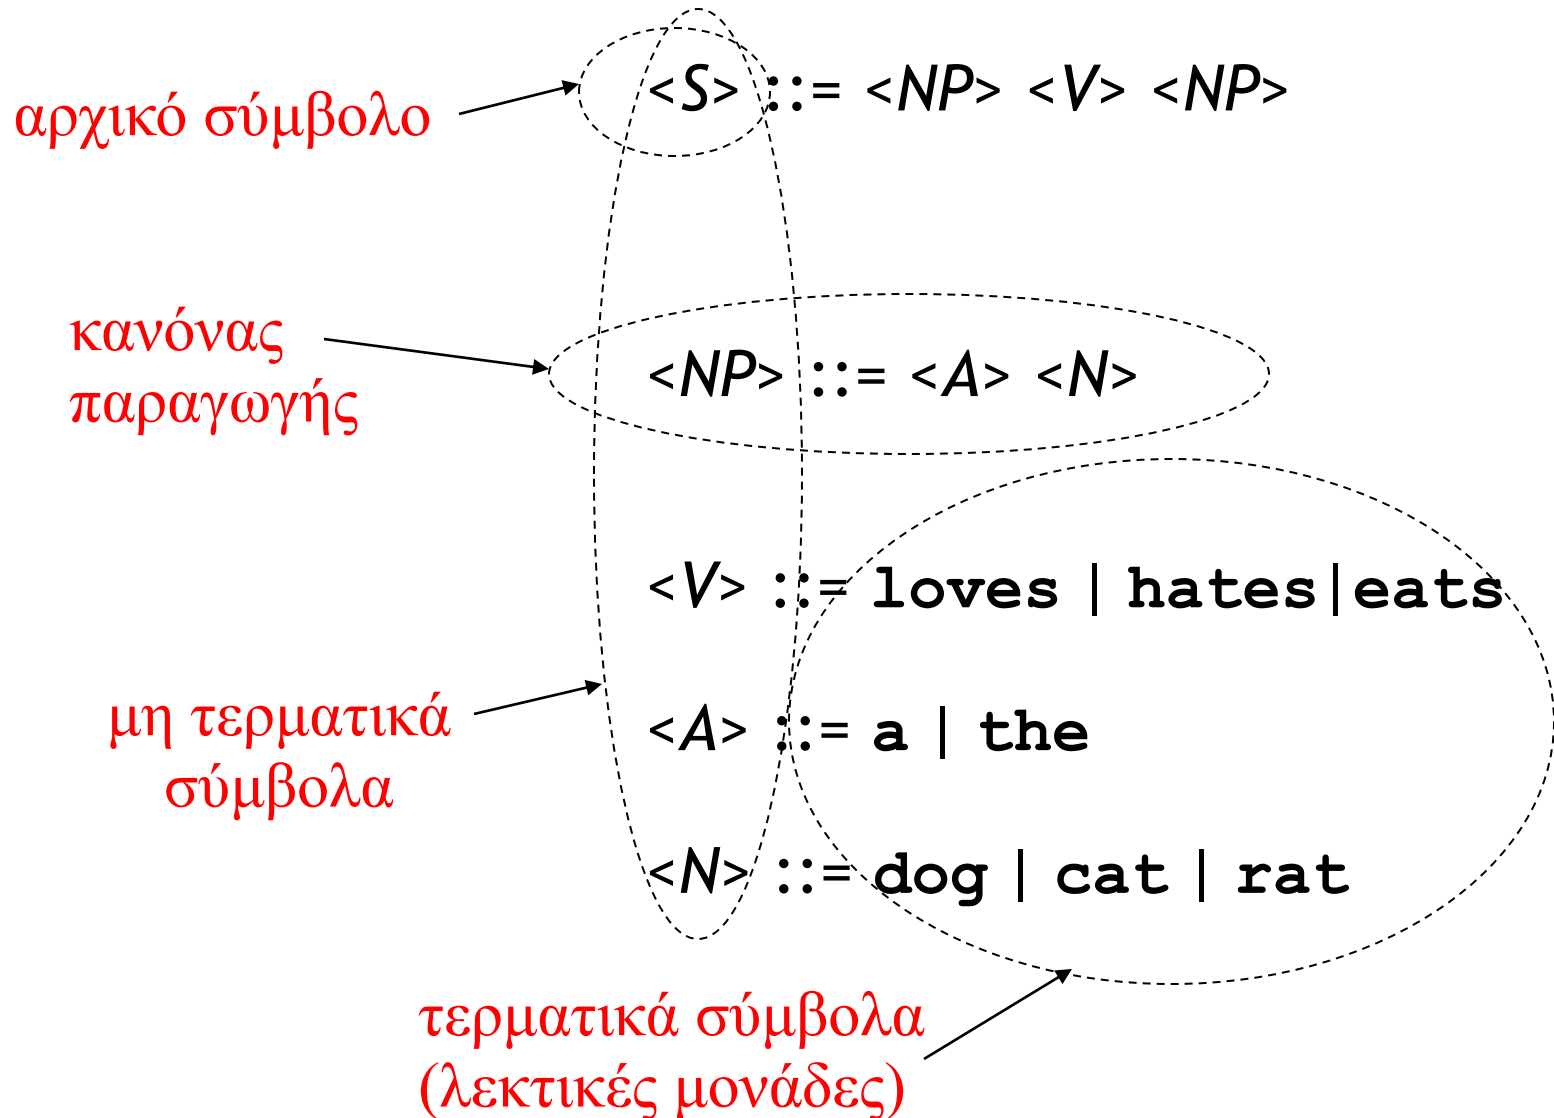 <S> ::= <NP> <V> <NP>
αρχικό σύμβολο
κανόνας
παραγωγής
<NP> ::= <A> <N>
<V> ::= loves | hates|eats
μη τερματικά
σύμβολα
<A> ::= a | the
<N> ::= dog | cat | rat
τερματικά σύμβολα
(λεκτικές μονάδες)